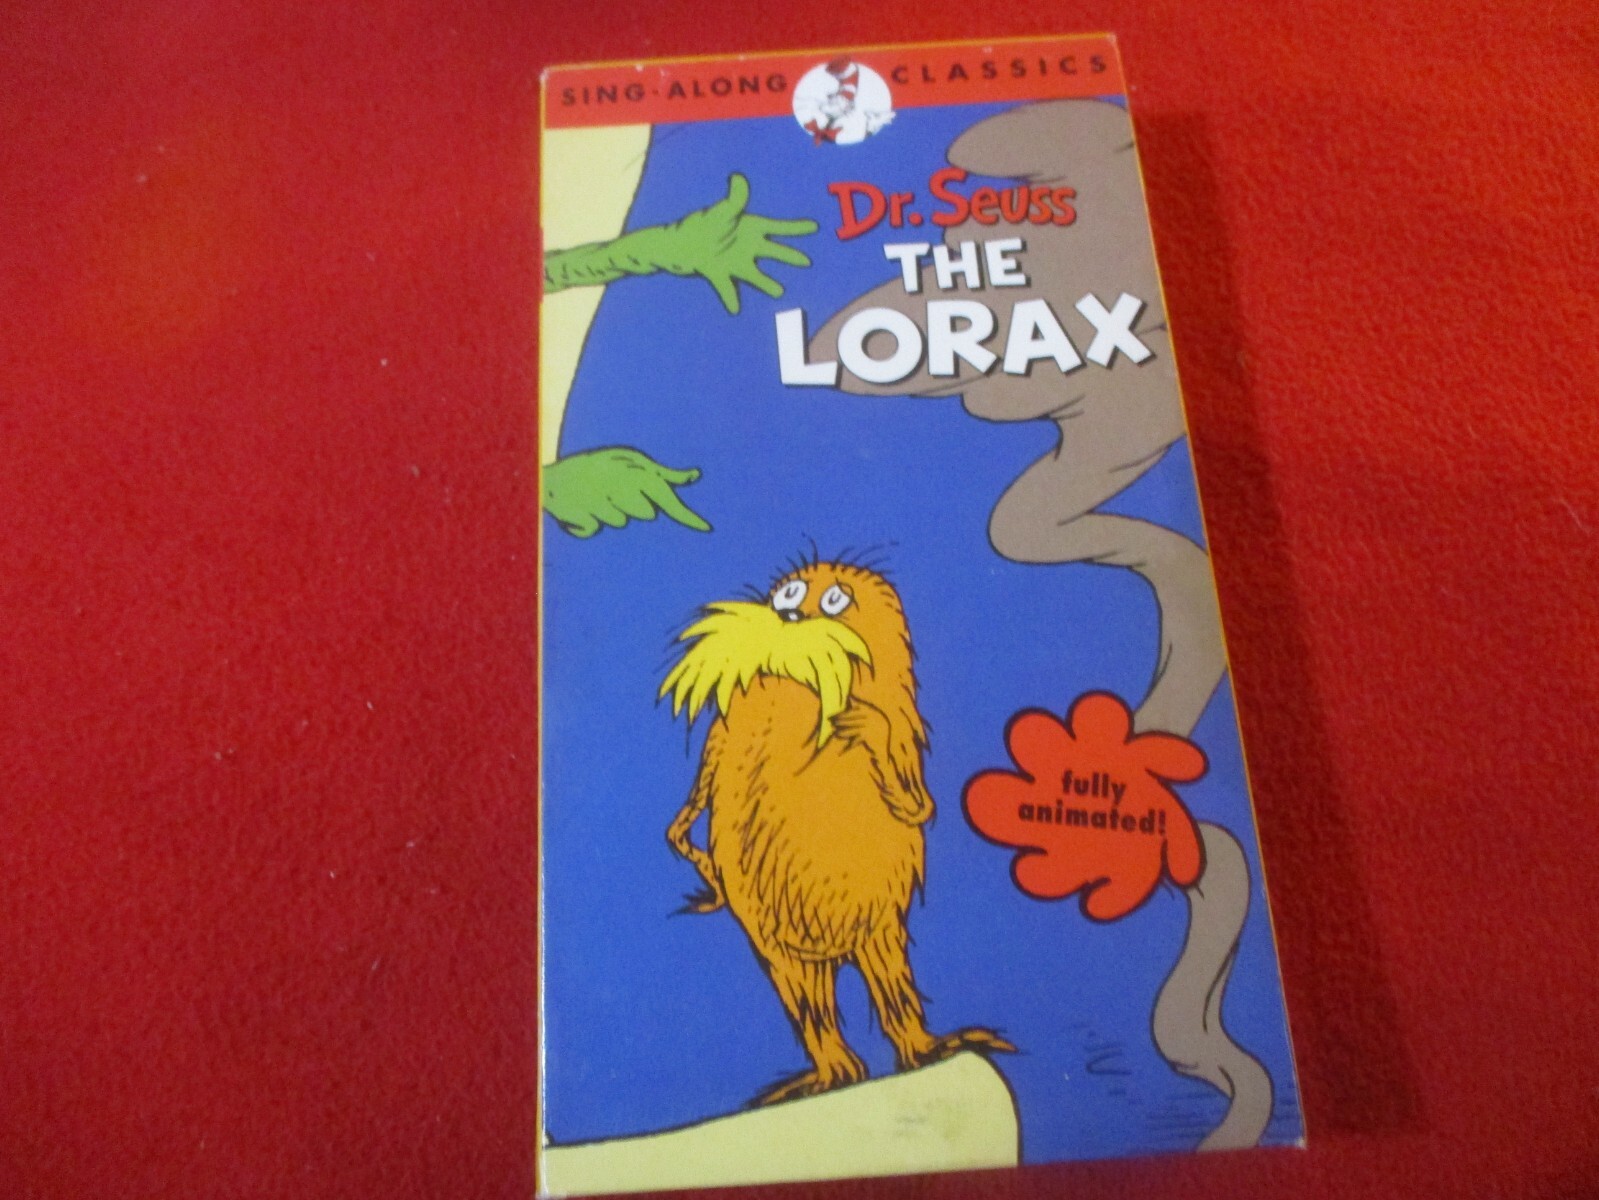 SING·ALONG CLASSICS
Dr. Seuss
THE
LORAX
fully
animated!